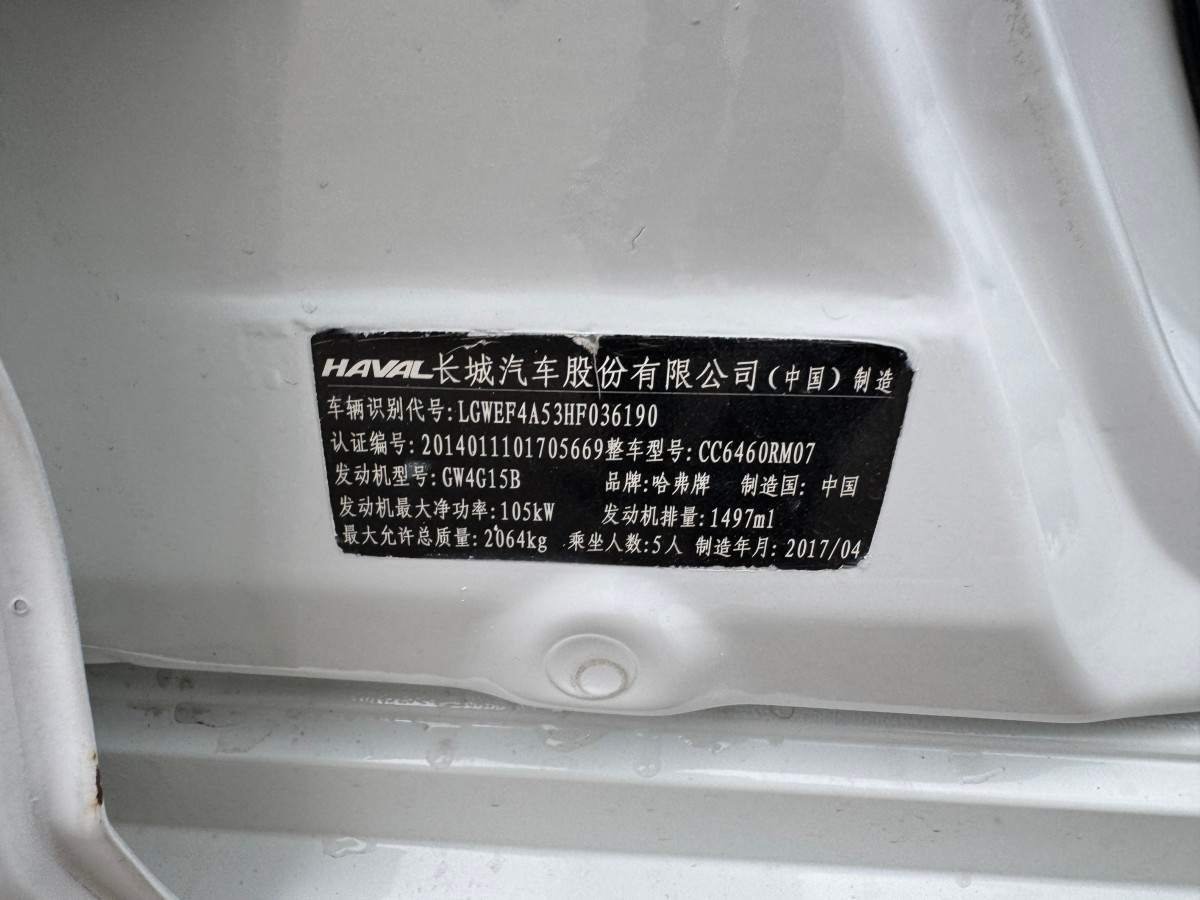 HAVAL长城汽车股份有限公司(中国)制造
车辆识别代号:LGWEF4A53HF036190
认证编号:2014011101705669整车型号:CC6460RM07
发动机型号:GW4G15B 品牌:哈弗牌 制造国:中国
发动机最大净功率:105kW 发动机排量:1497ml
最大允许总质量:2064kg 乘坐人数:5人 制造年月:2017/04